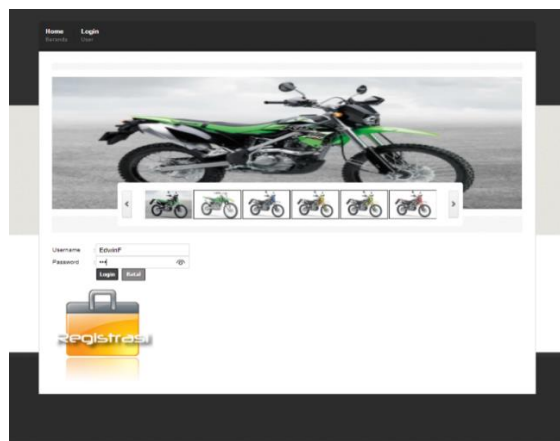 Home Login
Beranda User
Username : EdwinF
Password : •••
Login Batal
Registrasi